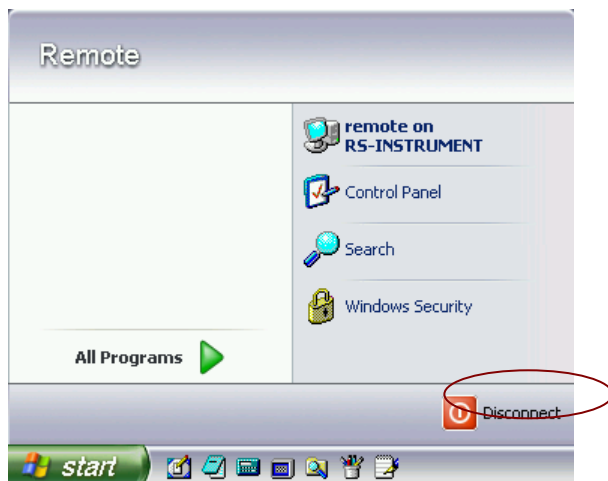 Remote
remote on
RS-INSTRUMENT
Control Panel
Search
Windows Security
All Programs
Disconnect
start